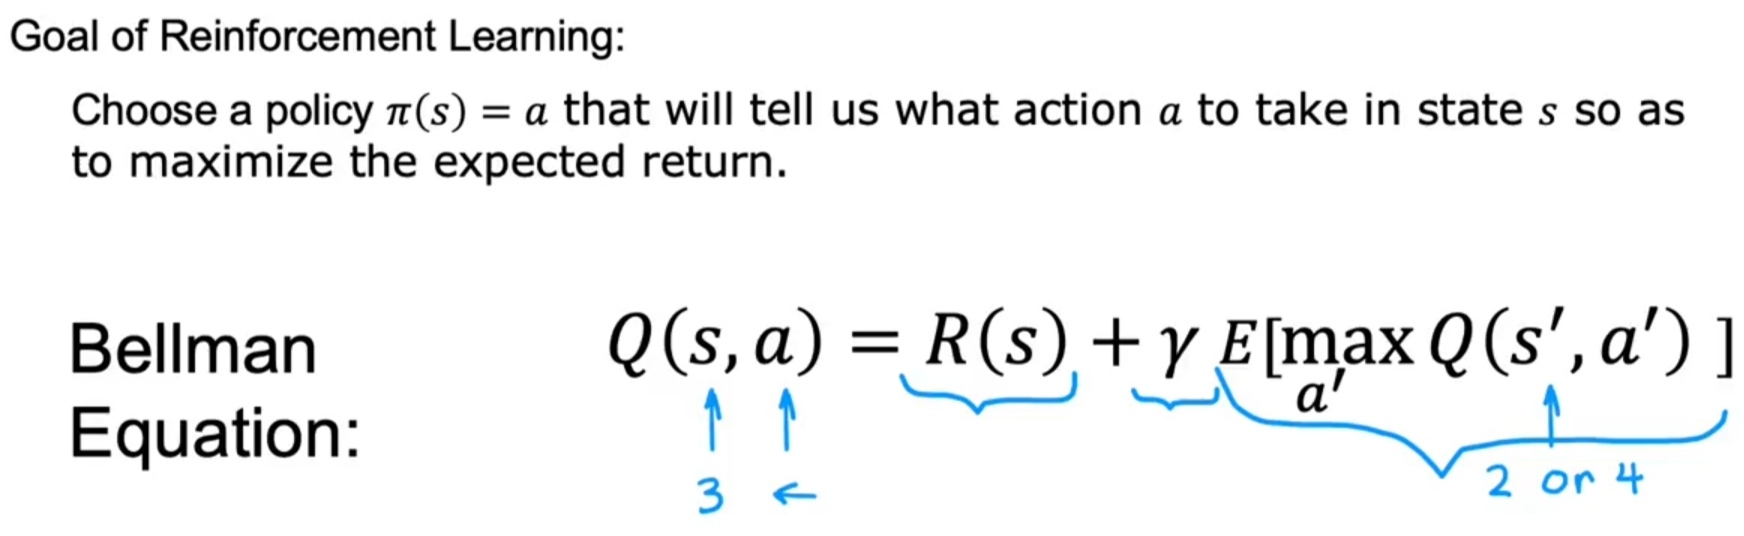 Goal of Reinforcement Learning:
Choose a policy π(s) = a that will tell us what action a to take in state s so as
to maximize the expected return.
Bellman
Equation:
Q(s, a) = R(s) + γ E[max Q(s′, a′) ]
a′
↑ ↑ ↑
3 ← 2 or 4